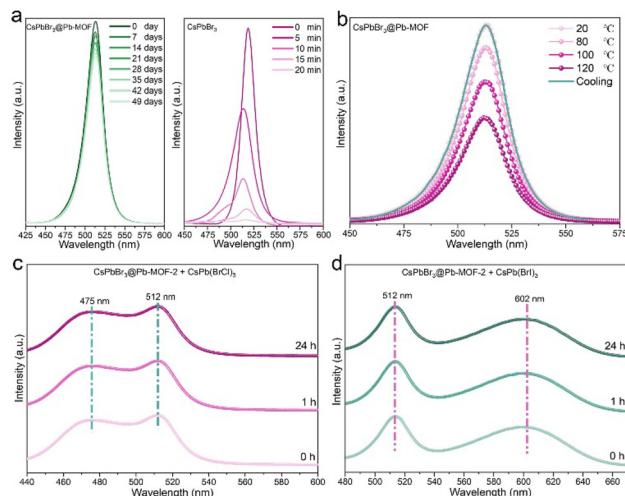 a
CsPbBr₃@Pb-MOF
0 day
7 days
14 days
21 days
28 days
35 days
42 days
49 days
Intensity (a.u.)
425 450 475 500 525 550 575 600
Wavelength (nm)
CsPbBr₃
0 min
5 min
10 min
15 min
20 min
Intensity (a.u.)
425 450 475 500 525 550 575 600
Wavelength (nm)
b
CsPbBr₃@Pb-MOF
20 °C
80 °C
100 °C
120 °C
Cooling
Intensity (a.u.)
450 475 500 525 550 575
Wavelength (nm)
c
CsPbBr₃@Pb-MOF-2 + CsPb(BrCl)₃
475 nm
512 nm
24 h
1 h
0 h
Intensity (a.u.)
440 460 480 500 520 540 560 580 600
Wavelength (nm)
d
CsPbBr₃@Pb-MOF-2 + CsPb(BrI)₃
512 nm
602 nm
24 h
1 h
0 h
Intensity (a.u.)
480 500 520 540 560 580 600 620 640 660
Wavelength (nm)